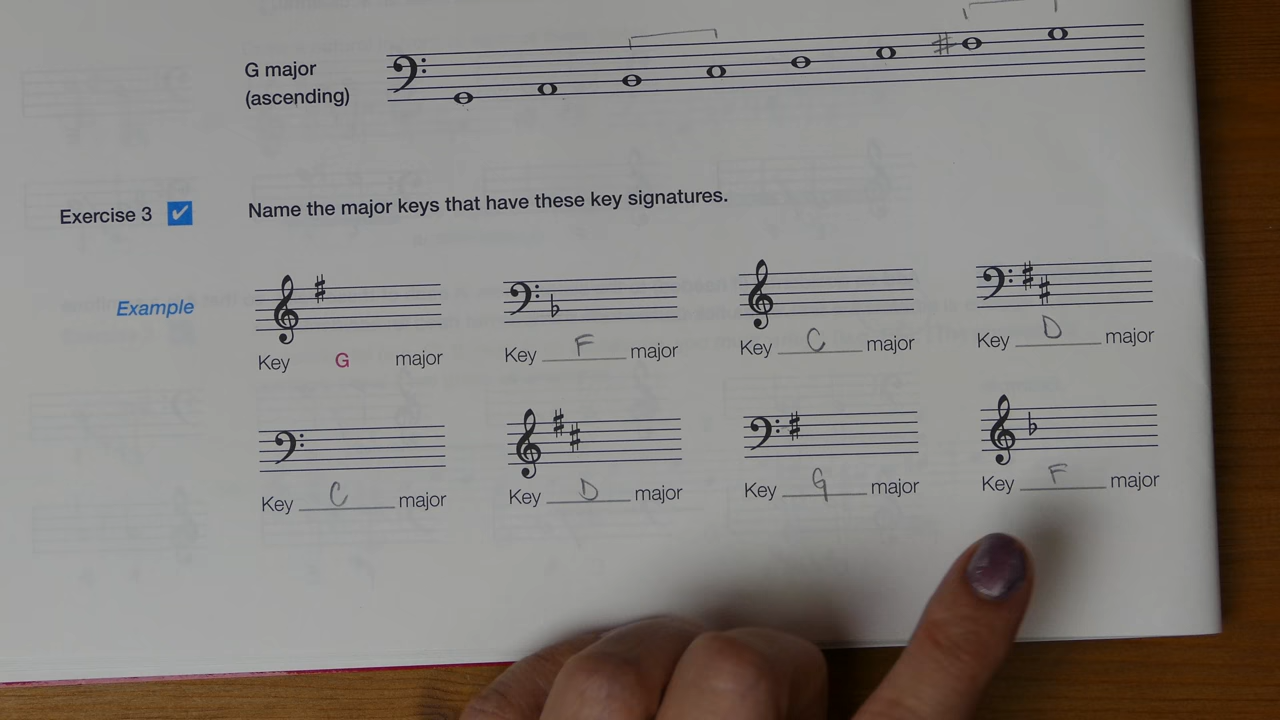 G major
(ascending)
Exercise 3 Name the major keys that have these key signatures.
Example
Key G major Key F major Key C major Key D major
Key C major Key D major Key G major Key F major